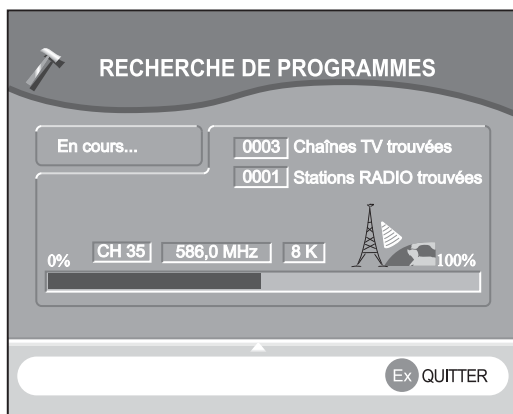 RECHERCHE DE PROGRAMMES
En cours...
0003 Chaînes TV trouvées
0001 Stations RADIO trouvées
CH 35 586,0 MHz 8 K
0% 100%
Ex QUITTER